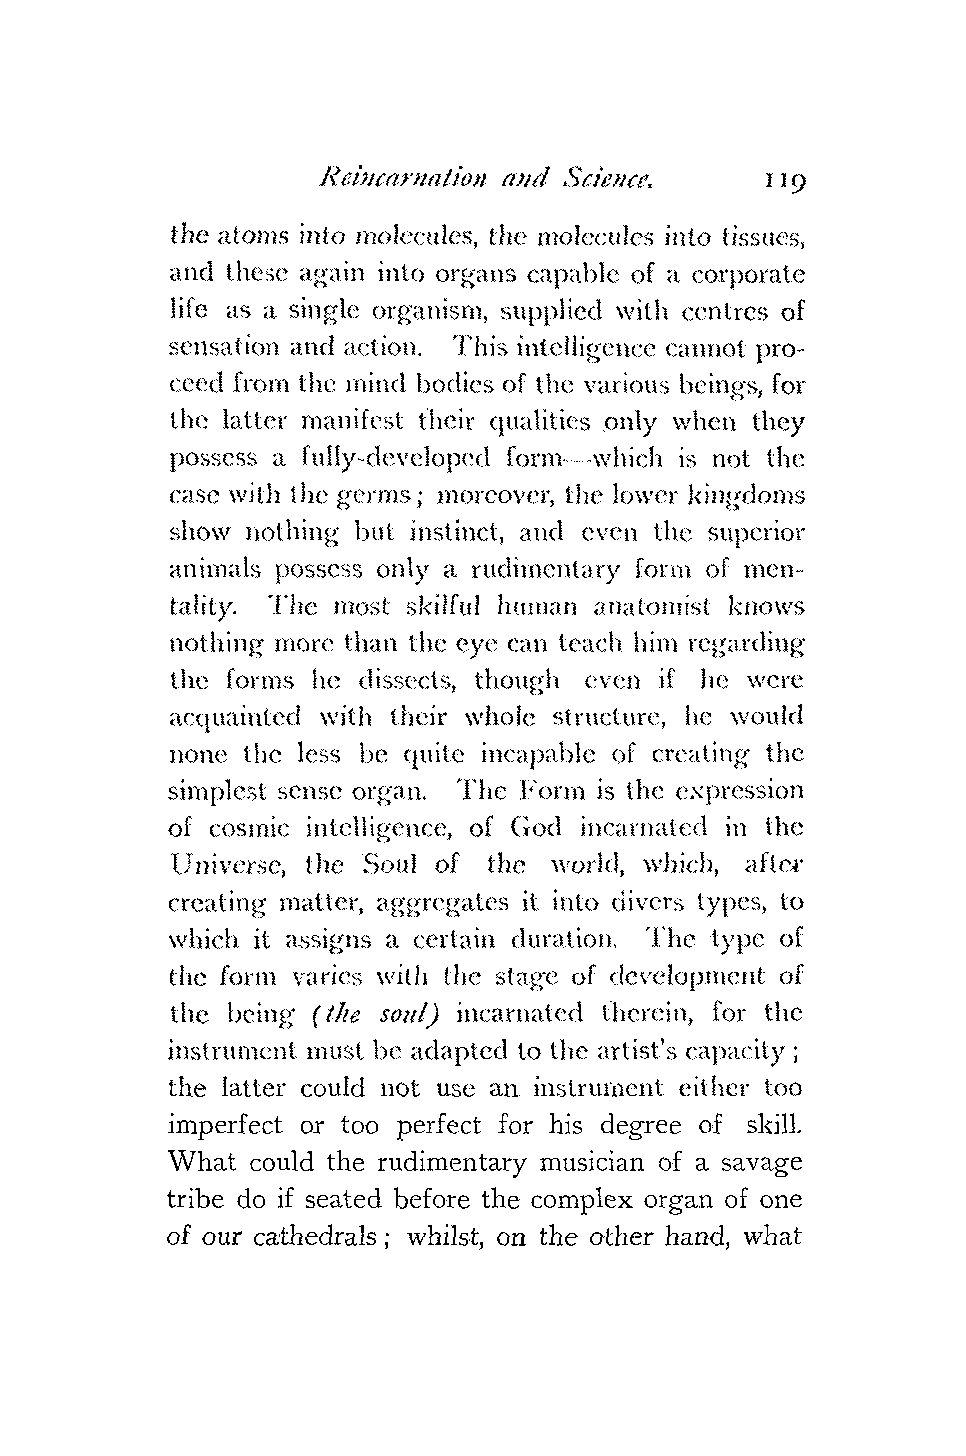 Reincarnation and Science. 119
the atoms into molecules, the molecules into tissues,
and these again into organs capable of a corporate
life as a single organism, supplied with centres of
sensation and action. This intelligence cannot pro-
ceed from the mind bodies of the various beings, for
the latter manifest their qualities only when they
possess a fully-developed form—which is not the
case with the germs; moreover, the lower kingdoms
show nothing but instinct, and even the superior
animals possess only a rudimentary form of men-
tality. The most skilful human anatomist knows
nothing more than the eye can teach him regarding
the forms he dissects, though even if he were
acquainted with their whole structure, he would
none the less be quite incapable of creating the
simplest sense organ. The Form is the expression
of cosmic intelligence, of God incarnated in the
Universe, the Soul of the world, which, after
creating matter, aggregates it into divers types, to
which it assigns a certain duration. The type of
the form varies with the stage of development of
the being (the soul) incarnated therein, for the
instrument must be adapted to the artist's capacity;
the latter could not use an instrument either too
imperfect or too perfect for his degree of skill.
What could the rudimentary musician of a savage
tribe do if seated before the complex organ of one
of our cathedrals; whilst, on the other hand, what